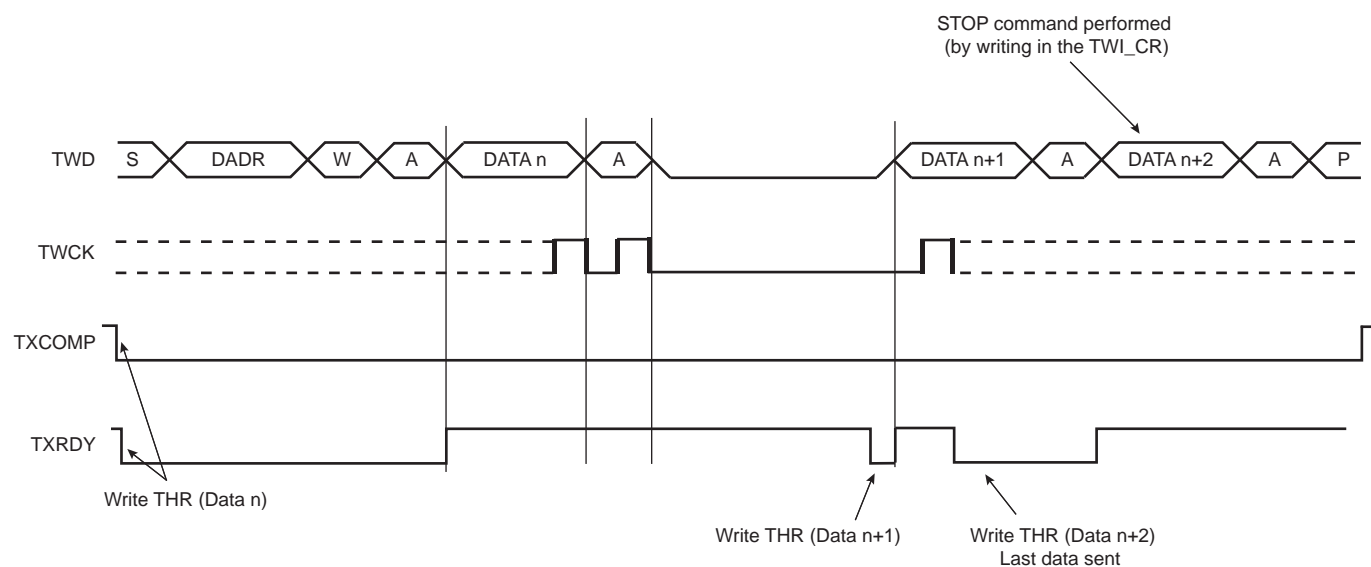 STOP command performed
(by writing in the TWI_CR)
TWD S DADR W A DATA n A DATA n+1 A DATA n+2 A P
TWCK
TXCOMP
TXRDY
Write THR (Data n)
Write THR (Data n+1)
Write THR (Data n+2)
Last data sent